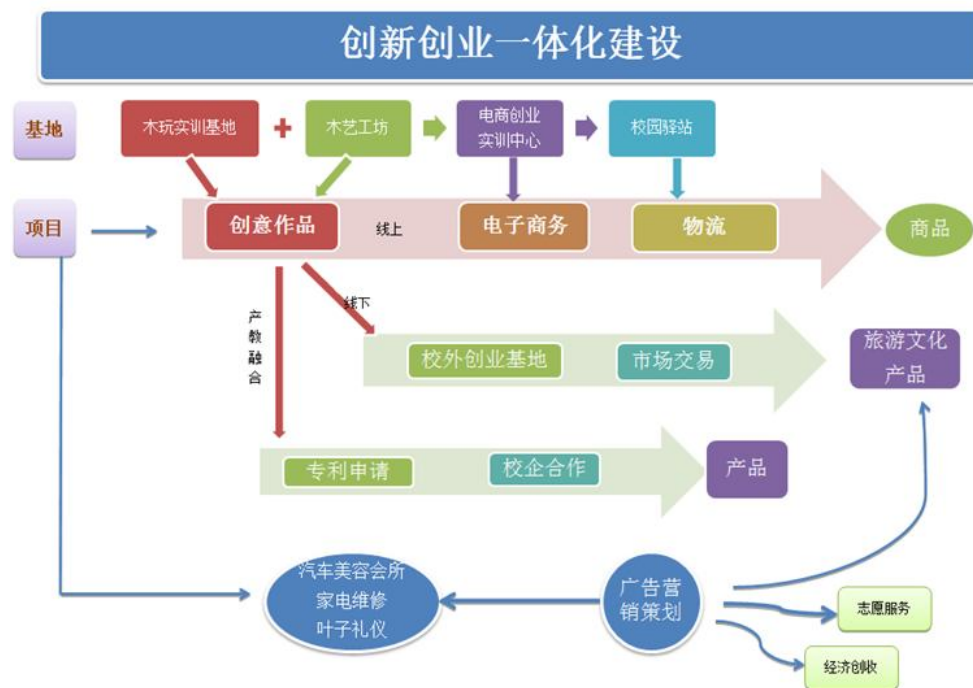 创新创业一体化建设
基地
木玩实训基地
木艺工坊
电商创业
实训中心
校园驿站
项目
创意作品
线上
电子商务
物流
商品
产教融合
线下
校外创业基地
市场交易
旅游文化
产品
专利申请
校企合作
产品
汽车美容会所
家电维修
叶子礼仪
广告营
销策划
志愿服务
经济创收